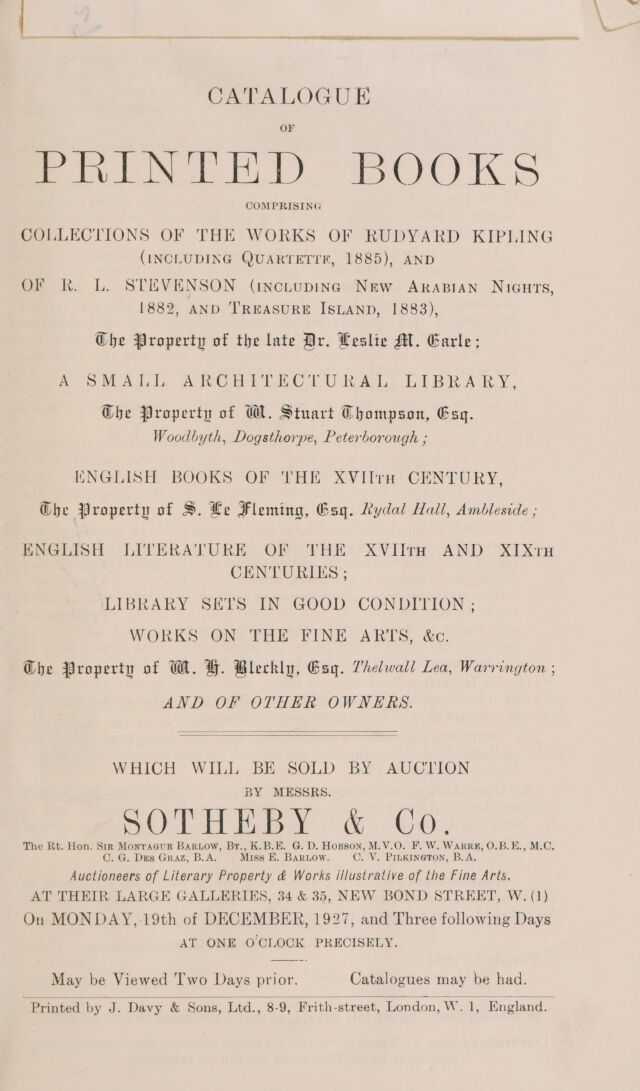 CATALOGUE
OF
PRINTED BOOKS
COMPRISING
COLLECTIONS OF THE WORKS OF RUDYARD KIPLING
(INCLUDING QUARTETTE, 1885), AND
OF R. L. STEVENSON (INCLUDING NEW ARABIAN NIGHTS,
1882, AND TREASURE ISLAND, 1883),
The Property of the late Dr. Leslie M. Earle;
A SMALL ARCHITECTURAL LIBRARY,
The Property of W. Stuart Thompson, Esq.
Woodbyth, Dogsthorpe, Peterborough;
ENGLISH BOOKS OF THE XVIITH CENTURY,
The Property of S. Le Fleming, Esq. Rydal Hall, Ambleside;
ENGLISH LITERATURE OF THE XVIITH AND XIXTH
CENTURIES;
LIBRARY SETS IN GOOD CONDITION;
WORKS ON THE FINE ARTS, &c.
The Property of W. H. Bleckly, Esq. Thelwall Lea, Warrington;
AND OF OTHER OWNERS.
WHICH WILL BE SOLD BY AUCTION
BY MESSRS.
SOTHEBY & Co.
The Rt. Hon. SIR MONTAGUE BARLOW, BT., K.B.E. G. D. HOBSON, M.V.O. F. W. WARRE, O.B.E., M.C.
C. G. DES GRAZ, B.A. MISS E. BARLOW. C. V. PILKINGTON, B.A.
Auctioneers of Literary Property & Works illustrative of the Fine Arts,
AT THEIR LARGE GALLERIES, 34 & 35, NEW BOND STREET, W. (1)
On MONDAY, 19th of DECEMBER, 1927, and Three following Days
AT ONE O'CLOCK PRECISELY.
May be Viewed Two Days prior. Catalogues may be had.
Printed by J. Davy & Sons, Ltd., 8-9, Frith-street, London, W. 1, England.